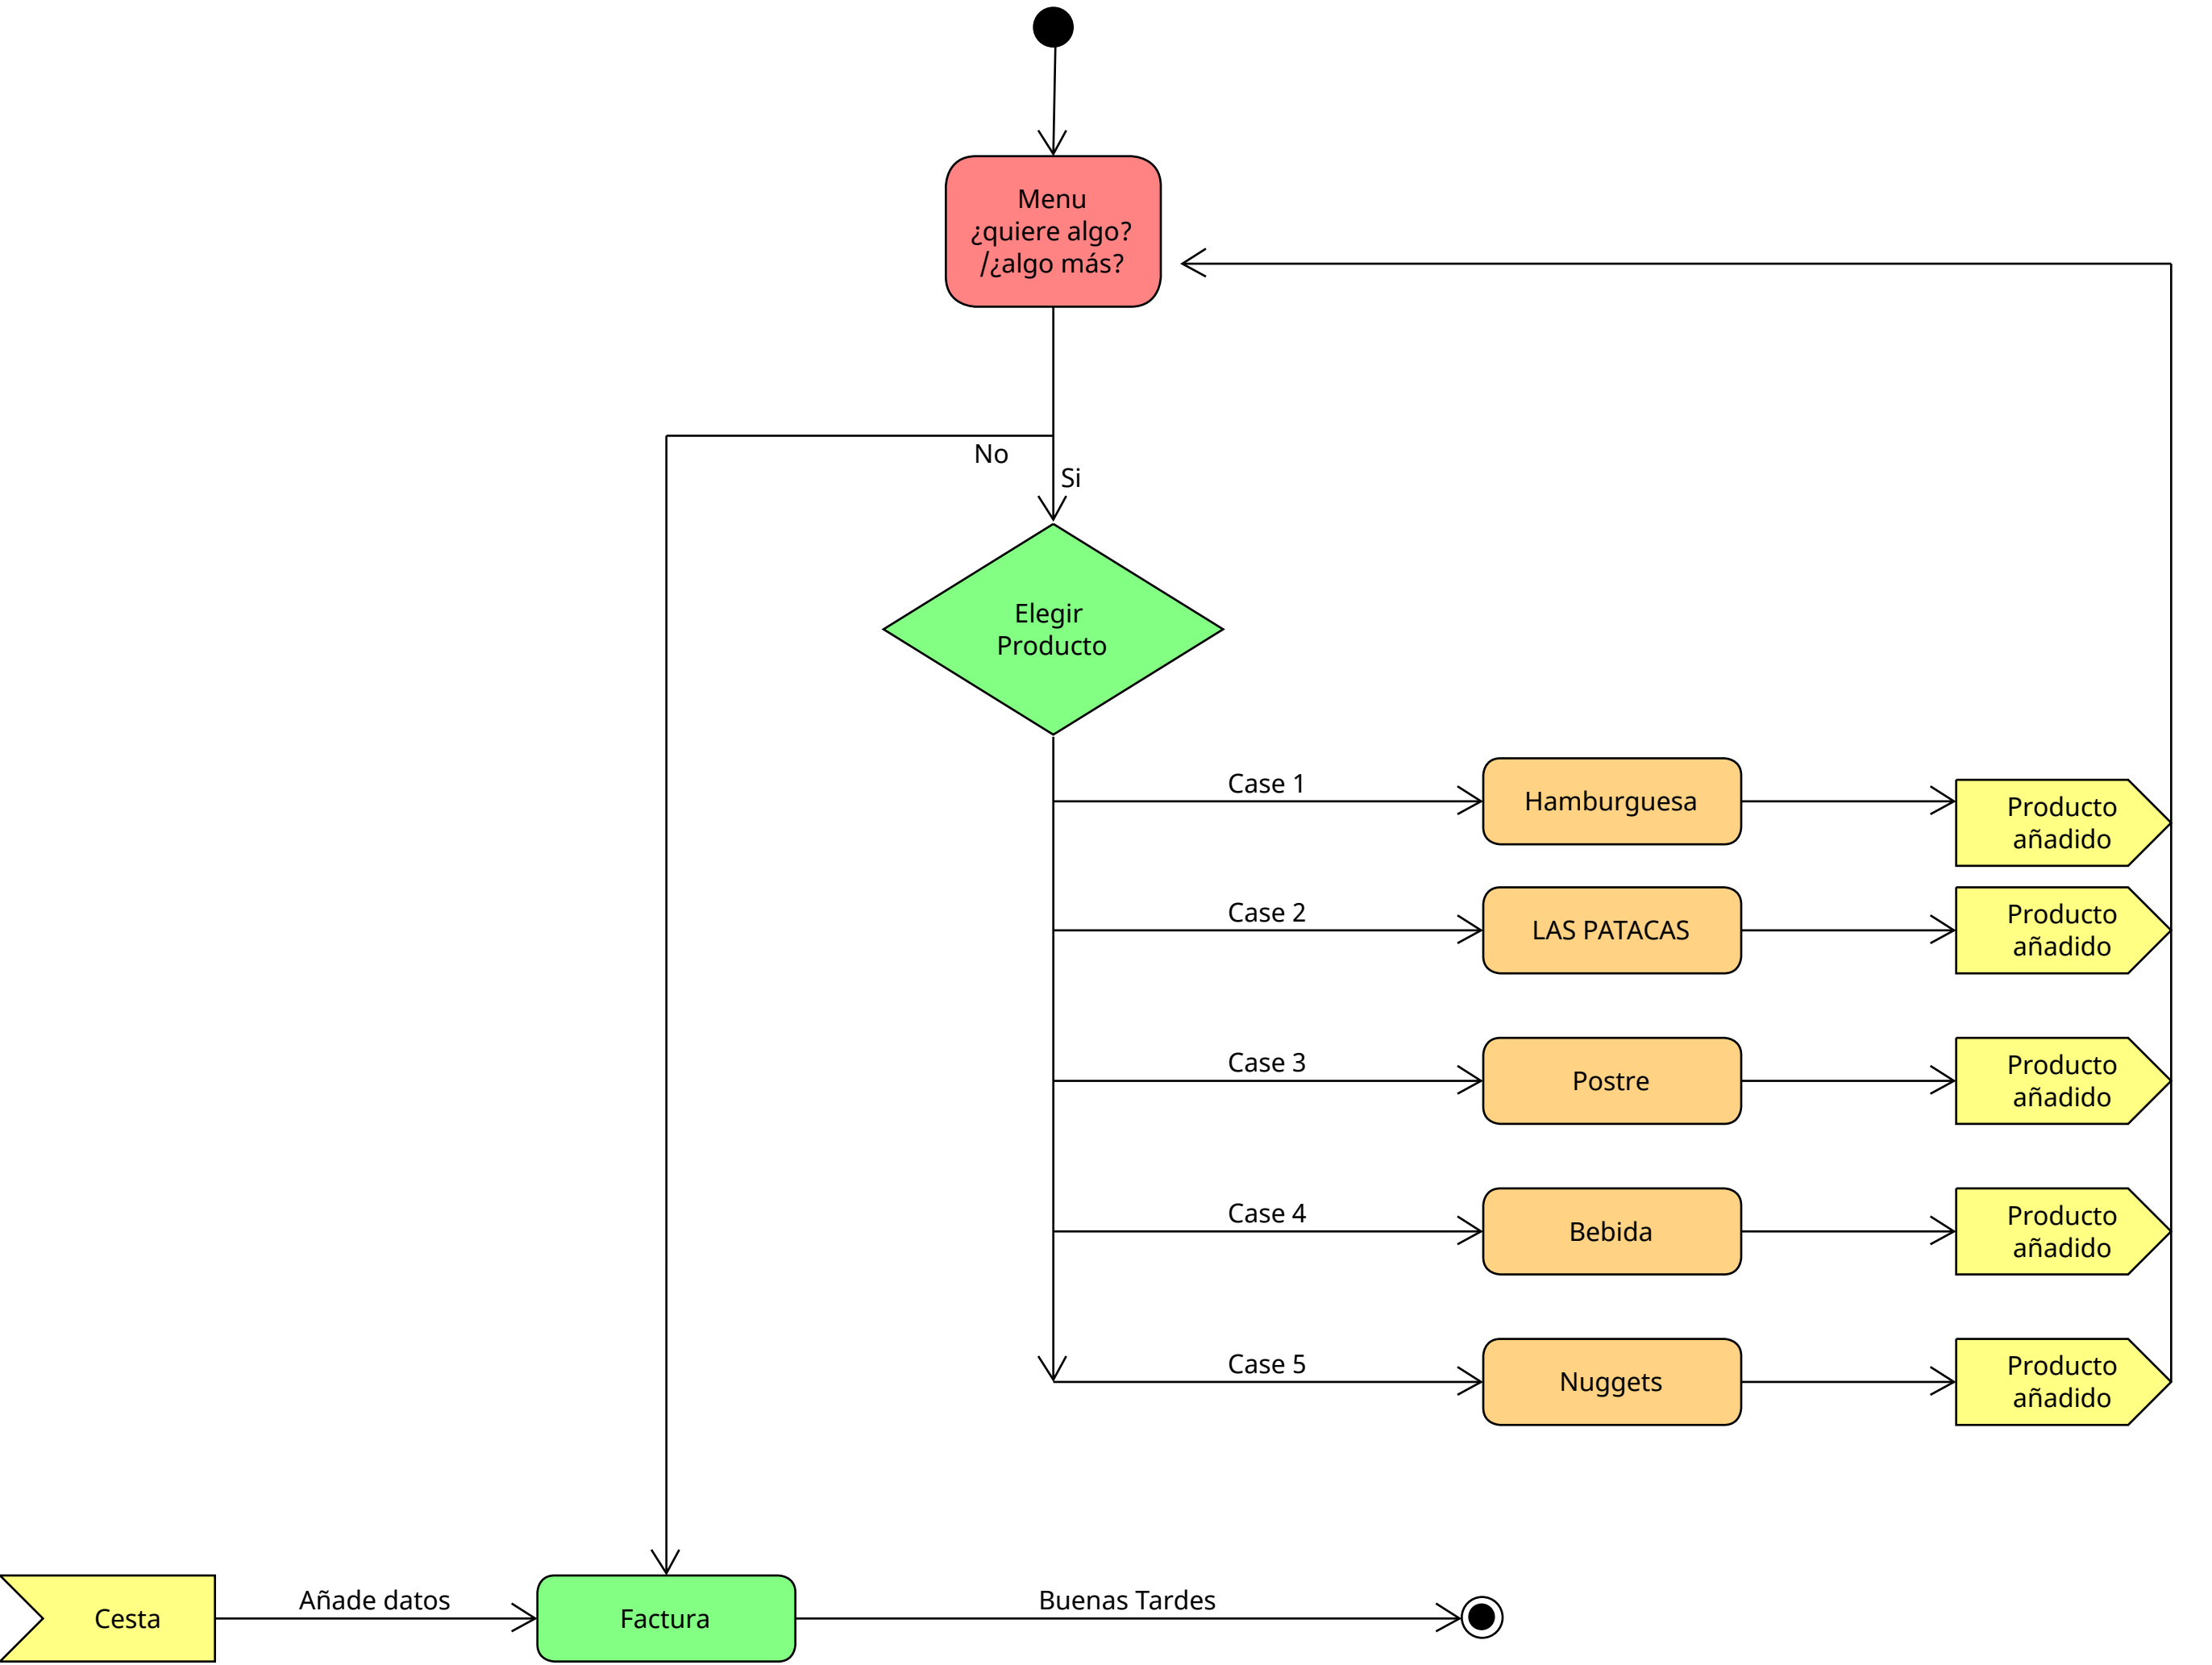 Menu
¿quiere algo?
/¿algo más?
No
Si
Elegir
Producto
Case 1
Hamburguesa
Producto
añadido
Case 2
LAS PATACAS
Producto
añadido
Case 3
Postre
Producto
añadido
Case 4
Bebida
Producto
añadido
Case 5
Nuggets
Producto
añadido
Cesta
Añade datos
Factura
Buenas Tardes